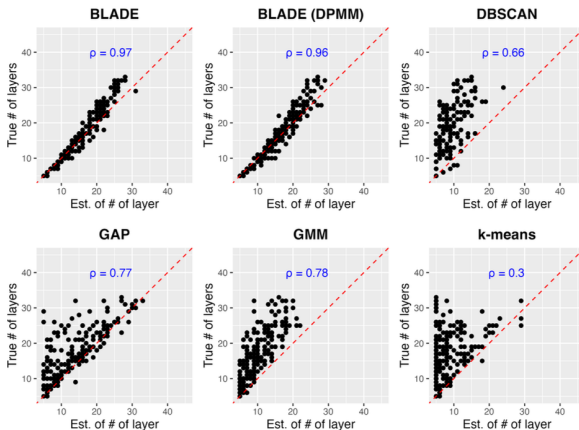 BLADE
BLADE (DPMM)
DBSCAN
True # of layers
40
30
20
10
ρ = 0.97
10 20 30 40
Est. of # of layer
True # of layers
40
30
20
10
ρ = 0.96
10 20 30 40
Est. of # of layer
True # of layers
40
30
20
10
ρ = 0.66
10 20 30 40
Est. of # of layer
GAP
GMM
k-means
True # of layers
40
30
20
10
ρ = 0.77
10 20 30 40
Est. of # of layer
True # of layers
40
30
20
10
ρ = 0.78
10 20 30 40
Est. of # of layer
True # of layers
40
30
20
10
ρ = 0.3
10 20 30 40
Est. of # of layer